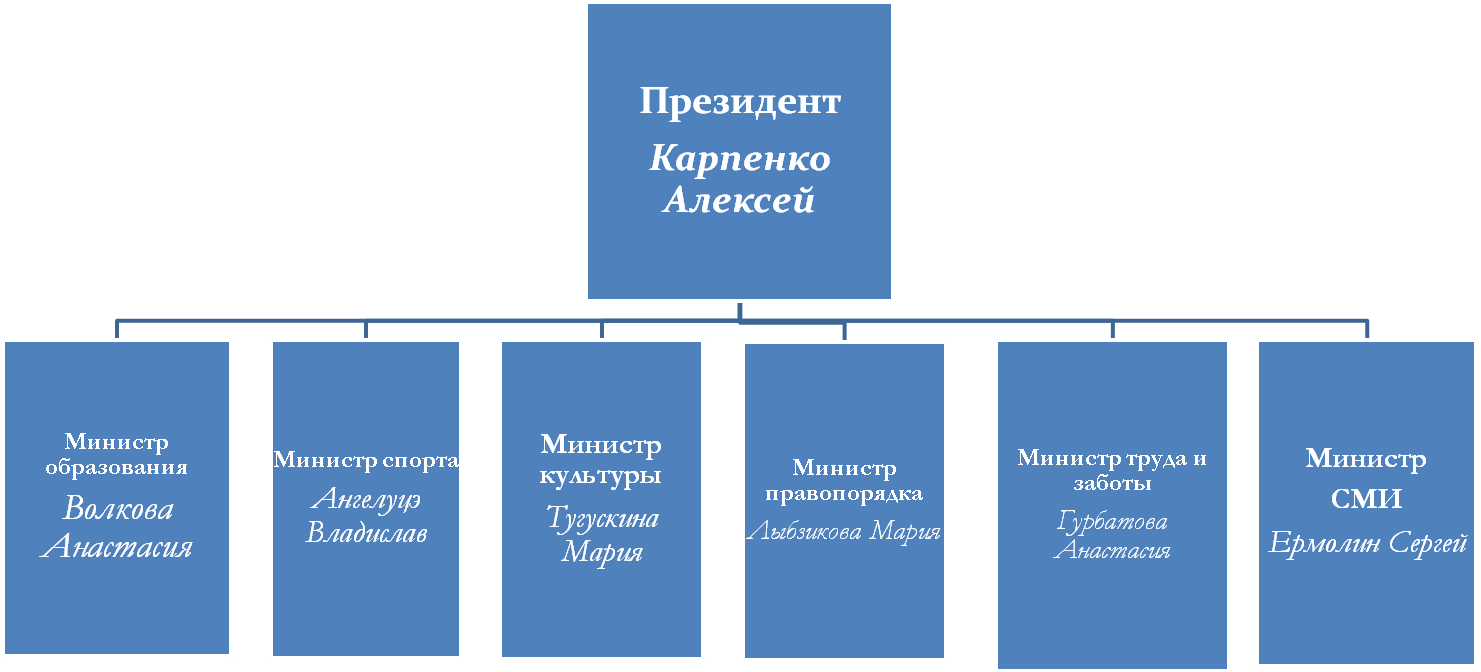 Президент
Карпенко
Алексей
Министр
образования
Волкова
Анастасия
Министр спорта
Ангелуцэ
Владислав
Министр
культуры
Тугускина
Мария
Министр
правопорядка
Лыбзикова Мария
Министр труда и
заботы
Гурбатова
Анастасия
Министр
СМИ
Ермолин Сергей